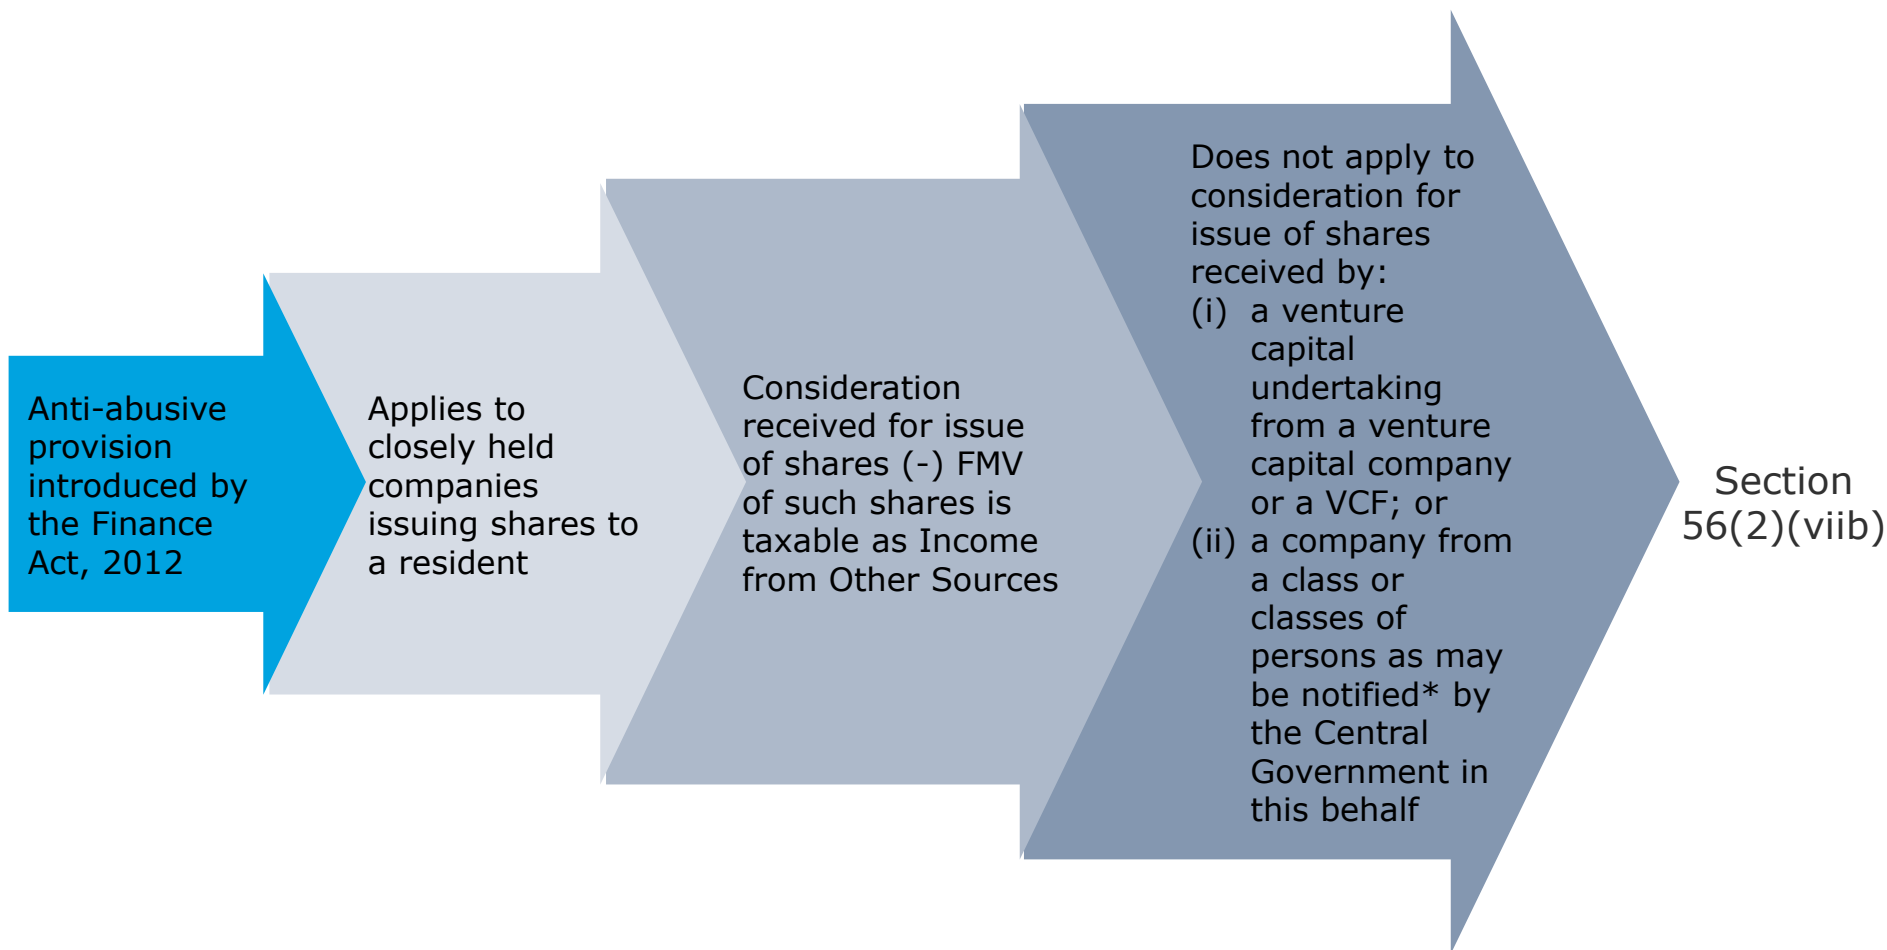 Anti-abusive
provision
introduced by
the Finance
Act, 2012
Applies to
closely held
companies
issuing shares to
a resident
Consideration
received for issue
of shares (-) FMV
of such shares is
taxable as Income
from Other Sources
Does not apply to
consideration for
issue of shares
received by:
(i) a venture
capital
undertaking
from a venture
capital company
or a VCF; or
(ii) a company from
a class or
classes of
persons as may
be notified* by
the Central
Government in
this behalf
Section
56(2)(viib)